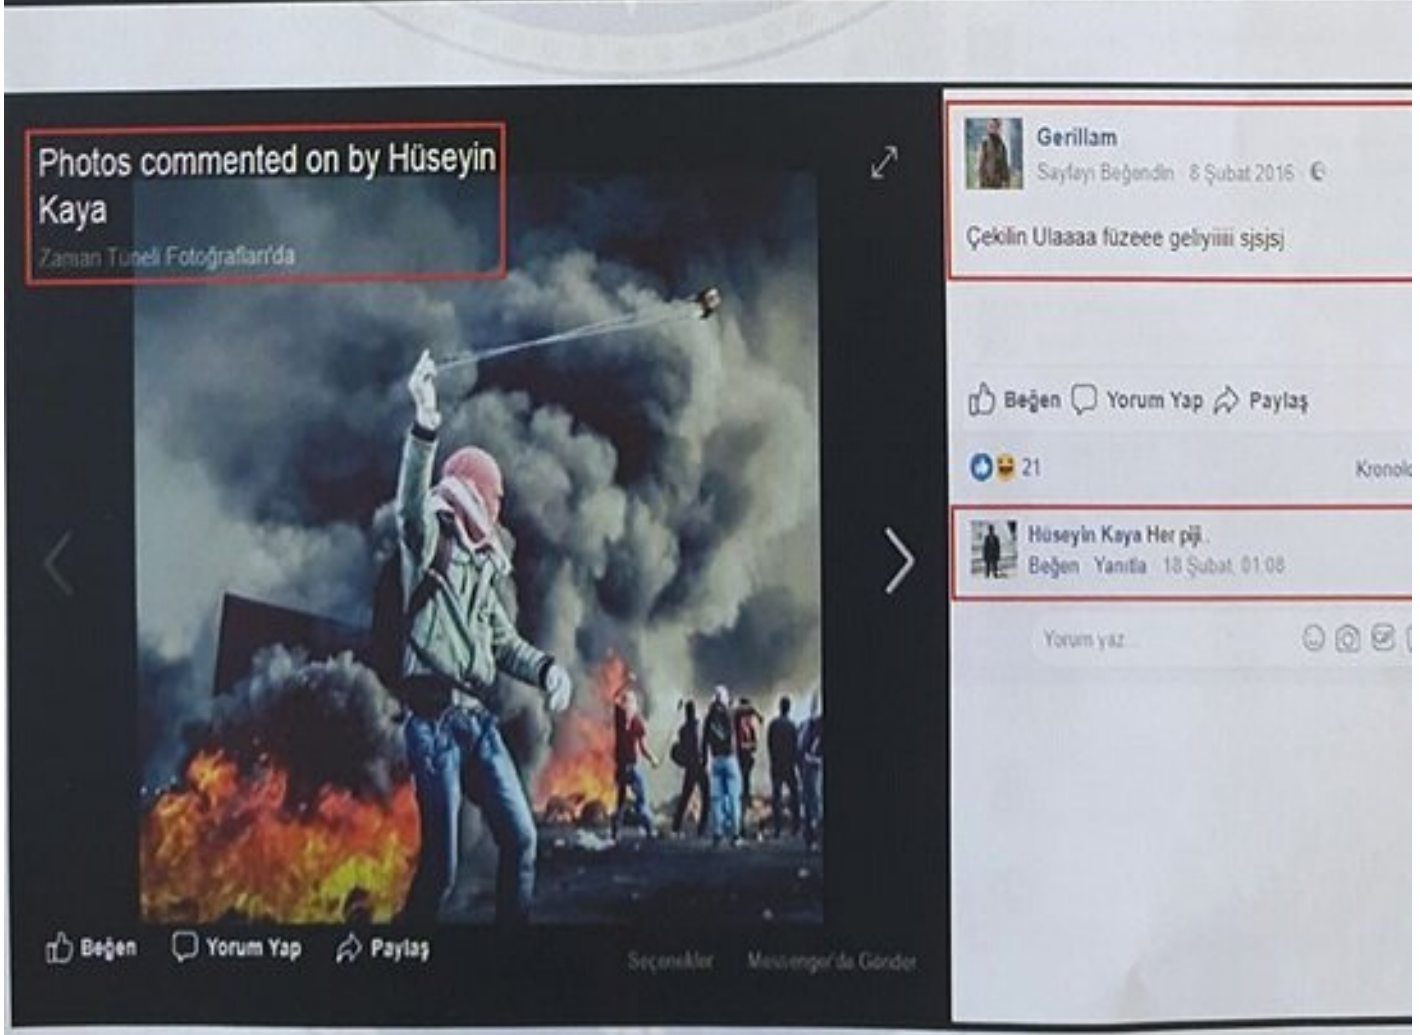 Photos commented on by Hüseyin
Kaya
Zaman Tüneli Fotoğrafları'da
Beğen Yorum Yap Paylaş
Seçenekler Messenger'da Gönder
Gerillam
Sayfayı Beğendin 8 Şubat 2016
Çekilin Ulaaaa füzeee geliyiiiii sjsjsj
Beğen Yorum Yap Paylaş
21
Hüseyin Kaya Her piji..
Beğen Yanıtla 18 Şubat, 01:08
Yorum yaz...